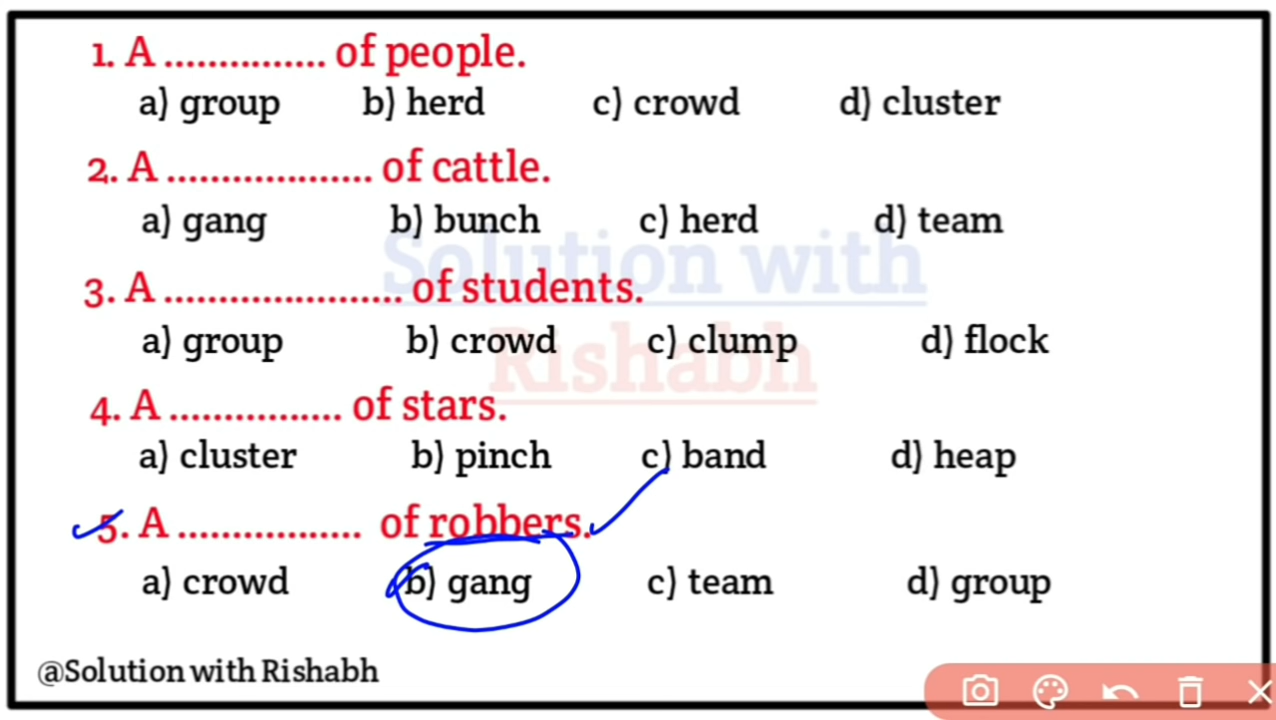 1. A ............... of people.
a) group b) herd c) crowd d) cluster
2. A ................... of cattle.
a) gang b) bunch c) herd d) team
Solution with
3. A ...................... of students.
a) group b) crowd c) clump d) flock
Rishabh
4. A ................ of stars.
a) cluster b) pinch c) band d) heap
5. A ................. of robbers.
a) crowd b) gang c) team d) group
@Solution with Rishabh